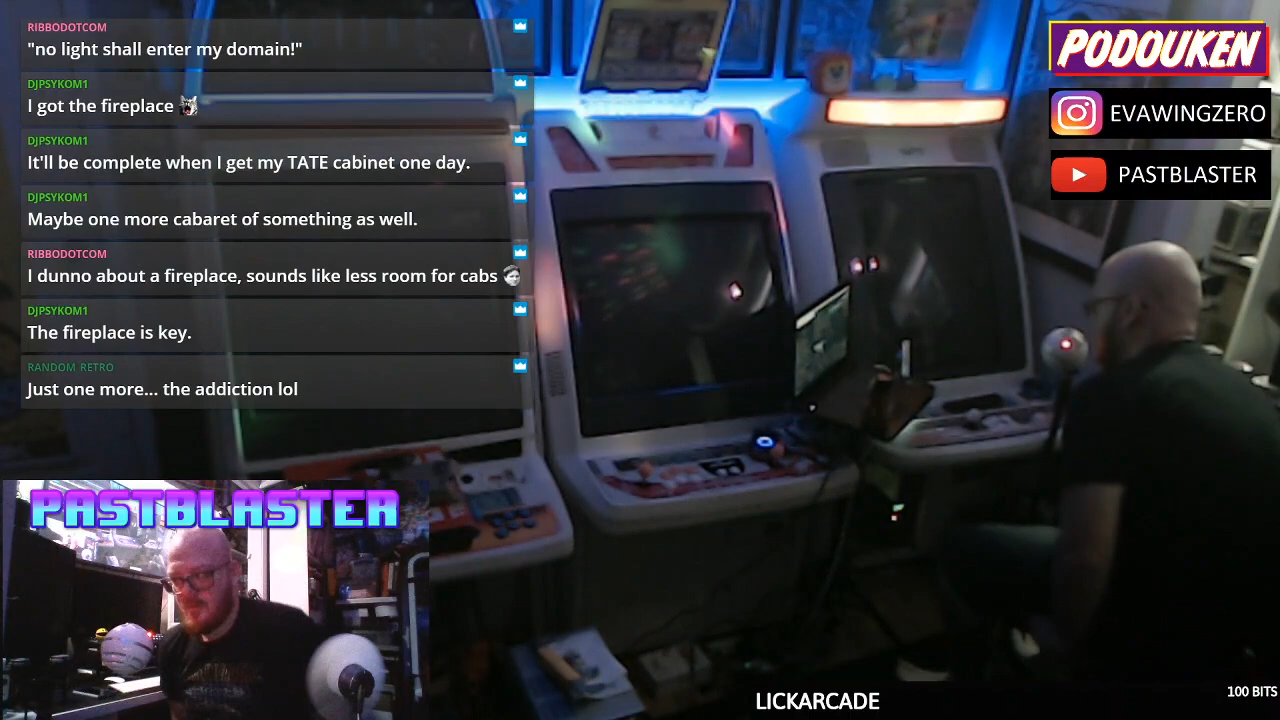 RIBBODOTCOM
"no light shall enter my domain!"
DJPSYKOM1
I got the fireplace
DJPSYKOM1
It'll be complete when I get my TATE cabinet one day.
DJPSYKOM1
Maybe one more cabaret of something as well.
RIBBODOTCOM
I dunno about a fireplace, sounds like less room for cabs
DJPSYKOM1
The fireplace is key.
RANDOM RETRO
Just one more... the addiction lol
PODOUKEN
EVAWINGZERO
PASTBLASTER
PASTBLASTER
LICKARCADE
100 BITS